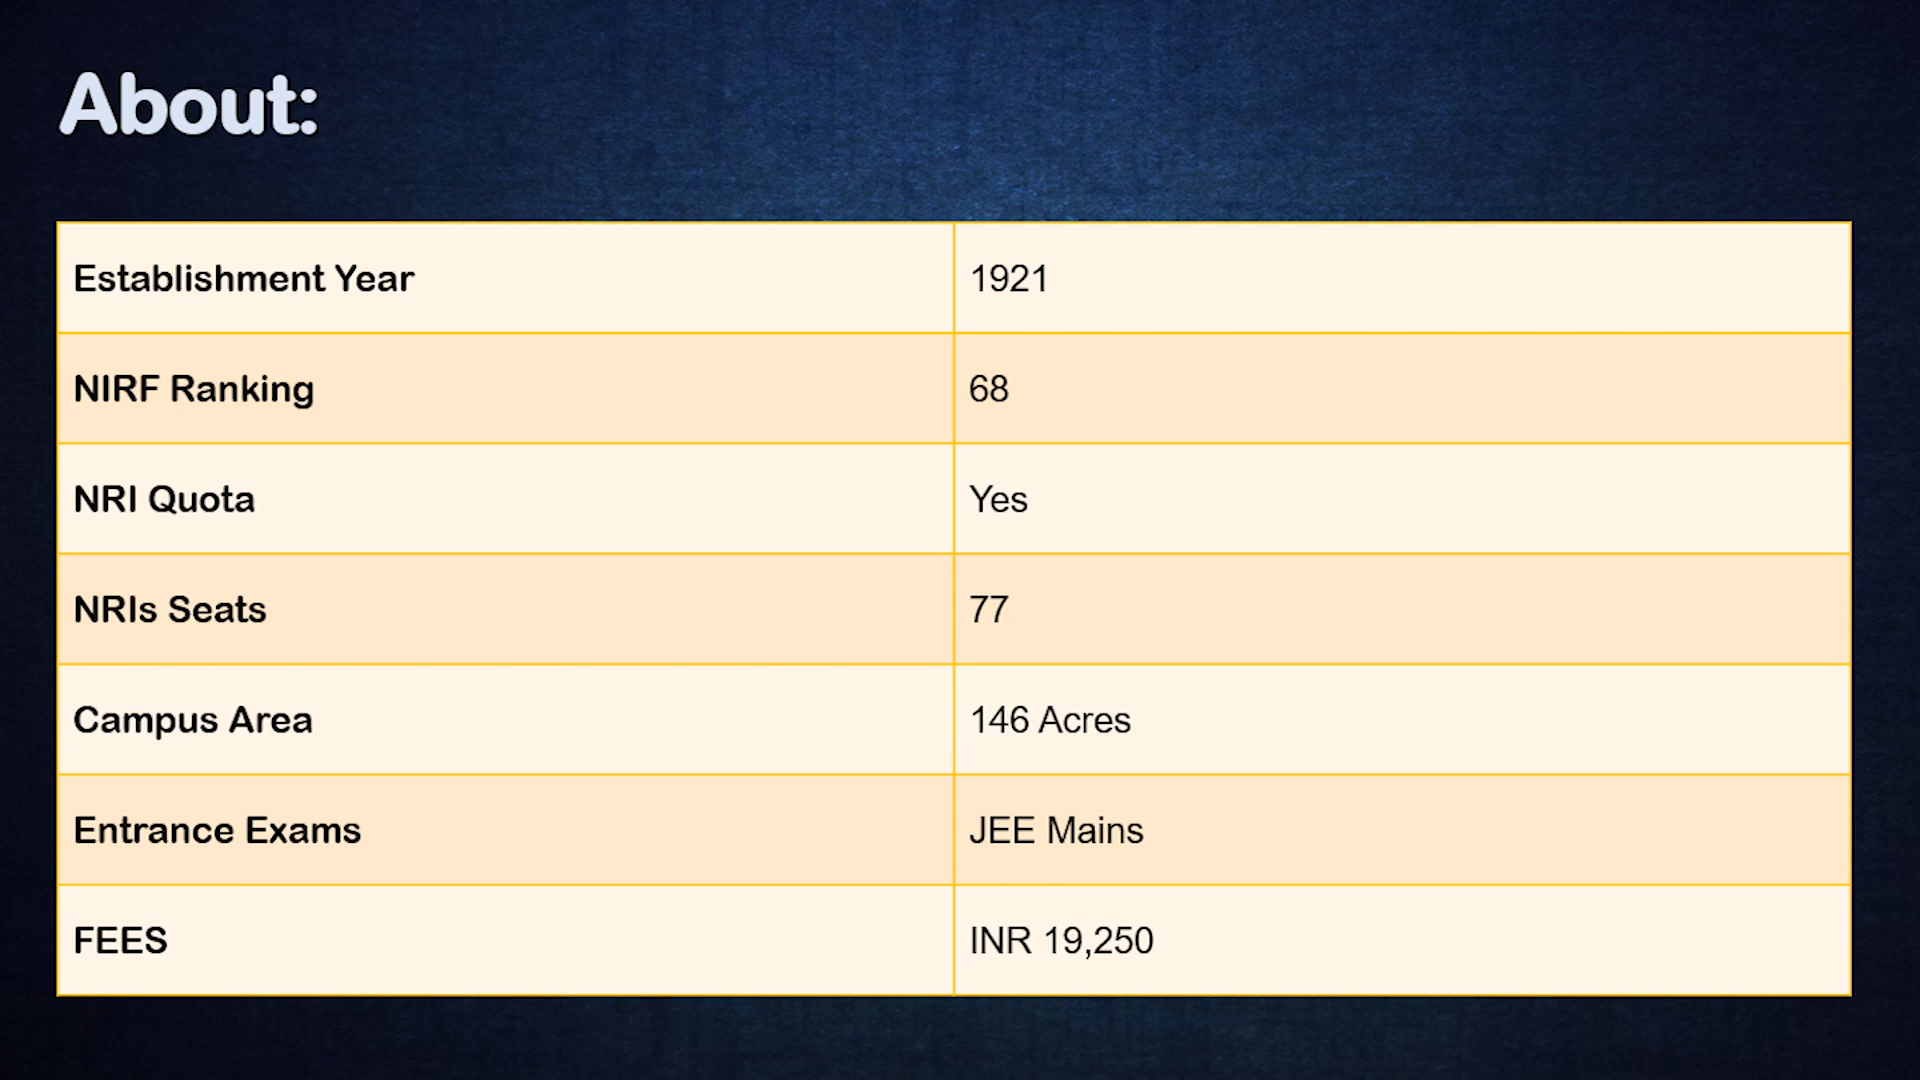 About:
Establishment Year 1921
NIRF Ranking 68
NRI Quota Yes
NRIs Seats 77
Campus Area 146 Acres
Entrance Exams JEE Mains
FEES INR 19,250